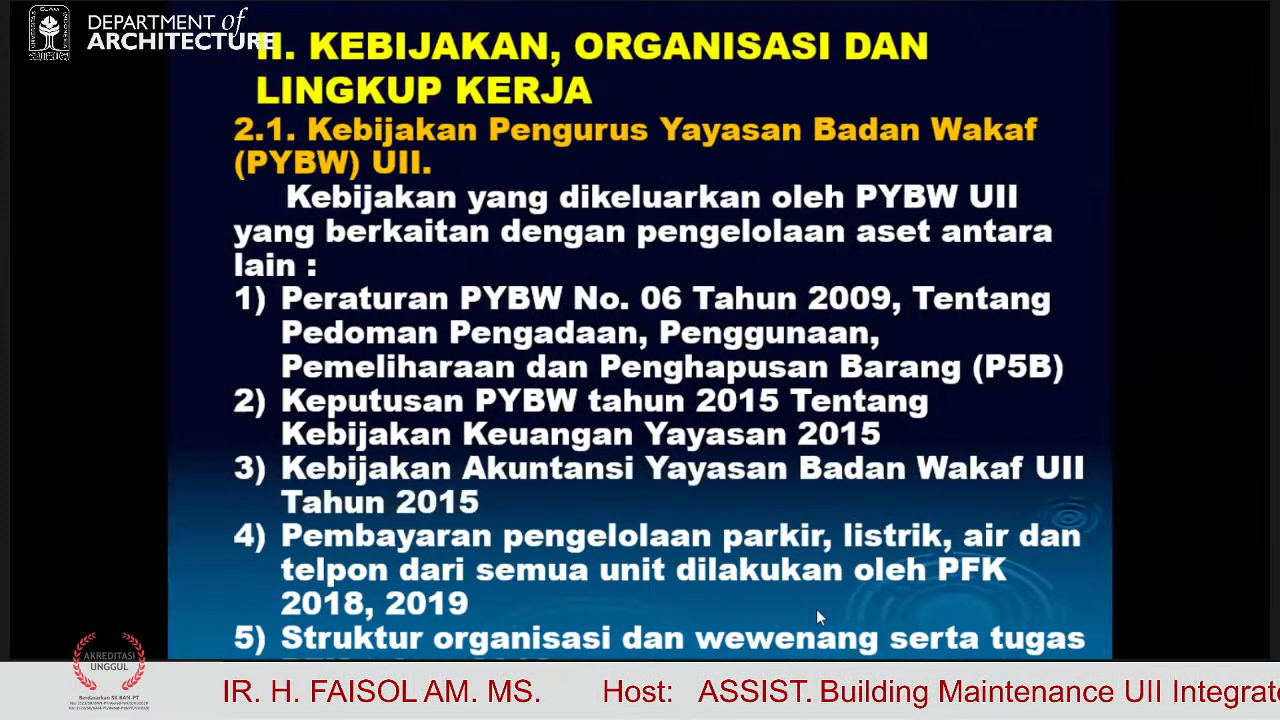 DEPARTMENT of
ARCHITECTURE
II. KEBIJAKAN, ORGANISASI DAN
LINGKUP KERJA
2.1. Kebijakan Pengurus Yayasan Badan Wakaf
(PYBW) UII.
Kebijakan yang dikeluarkan oleh PYBW UII
yang berkaitan dengan pengelolaan aset antara
lain :
1) Peraturan PYBW No. 06 Tahun 2009, Tentang
Pedoman Pengadaan, Penggunaan,
Pemeliharaan dan Penghapusan Barang (P5B)
2) Keputusan PYBW tahun 2015 Tentang
Kebijakan Keuangan Yayasan 2015
3) Kebijakan Akuntansi Yayasan Badan Wakaf UII
Tahun 2015
4) Pembayaran pengelolaan parkir, listrik, air dan
telpon dari semua unit dilakukan oleh PFK
2018, 2019
5) Struktur organisasi dan wewenang serta tugas
AKREDITASI
UNGGUL
Berdasarkan SK BAN-PT
IR. H. FAISOL AM. MS. Host: ASSIST. Building Maintenance UII Integrate